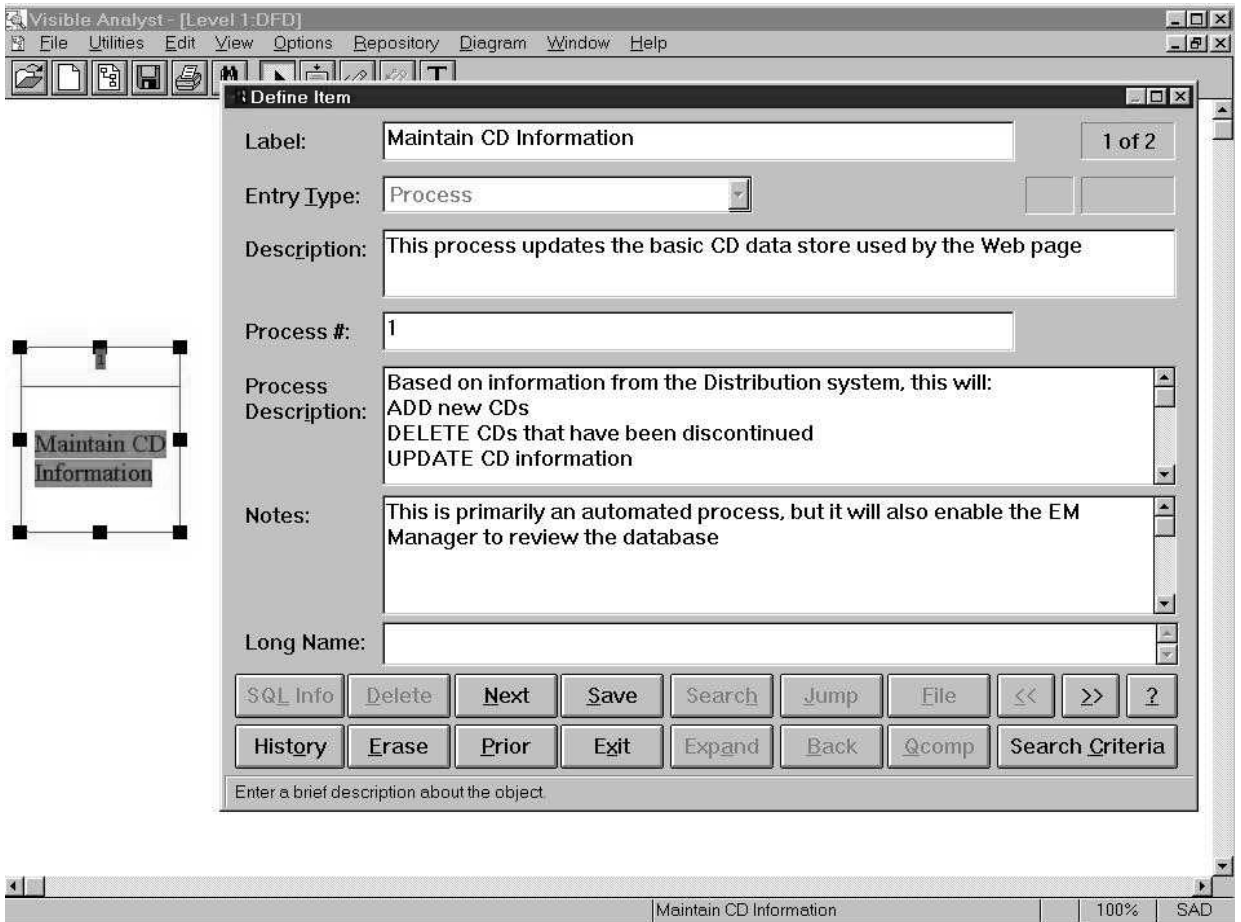 Visible Analyst - [Level 1:DFD]
File Utilities Edit View Options Repository Diagram Window Help
T
Define Item
Label: Maintain CD Information 1 of 2
Entry Type: Process
Description: This process updates the basic CD data store used by the Web page
Process #: 1
Process
Description:
Based on information from the Distribution system, this will:
ADD new CDs
DELETE CDs that have been discontinued
UPDATE CD information
Notes:
This is primarily an automated process, but it will also enable the EM
Manager to review the database
Long Name:
SQL Info Delete Next Save Search Jump File << >> ?
History Erase Prior Exit Expand Back Qcomp Search Criteria
Enter a brief description about the object.
1
Maintain CD
Information
Maintain CD Information 100% SAD